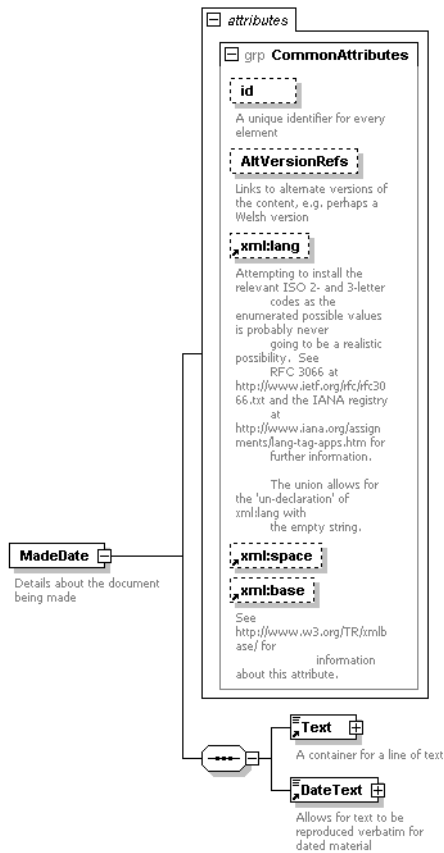 attributes
grp CommonAttributes
id
A unique identifier for every
element
AltVersionRefs
Links to alternate versions of
the content, e.g. perhaps a
Welsh version
xml:lang
Attempting to install the
relevant ISO 2- and 3-letter
codes as the
enumerated possible values
is probably never
going to be a realistic
possibility. See
RFC 3066 at
http://www.ietf.org/rfc/rfc30
66.txt and the IANA registry
at
http://www.iana.org/assign
ments/lang-tag-apps.htm for
further information.
The union allows for
the 'un-declaration' of
xml:lang with
the empty string.
xml:space
xml:base
See
http://www.w3.org/TR/xmlb
ase/ for
information
about this attribute.
MadeDate
Details about the document
being made
Text
A container for a line of text
DateText
Allows for text to be
reproduced verbatim for
dated material